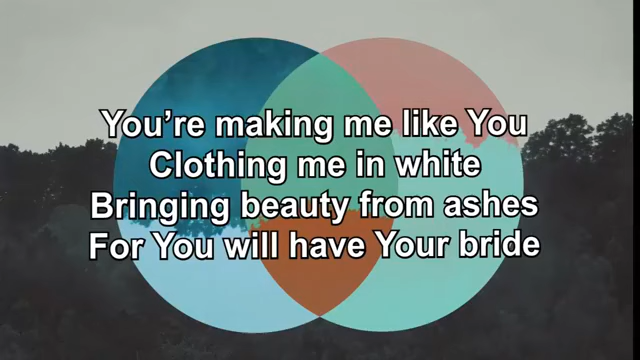 You're making me like You
Clothing me in white
Bringing beauty from ashes
For You will have Your bride